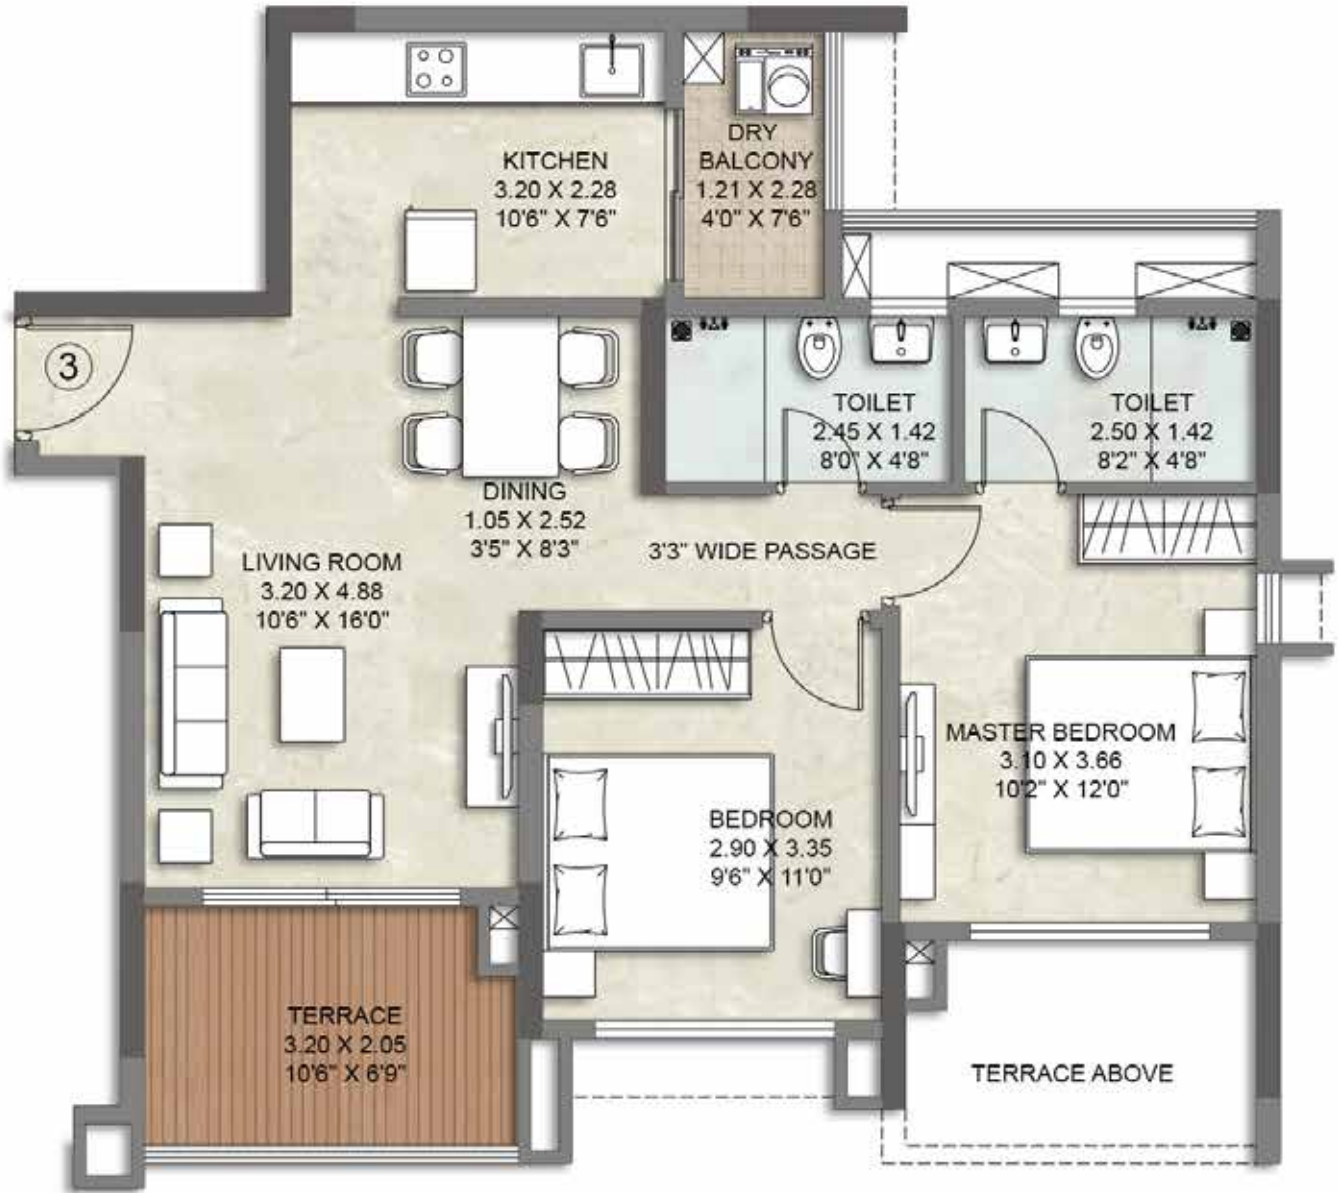 KITCHEN
3.20 X 2.28
10'6" X 7'6"
DRY
BALCONY
1.21 X 2.28
4'0" X 7'6"
3
TOILET
2.45 X 1.42
8'0" X 4'8"
TOILET
2.50 X 1.42
8'2" X 4'8"
DINING
1.05 X 2.52
3'5" X 8'3"
3'3" WIDE PASSAGE
LIVING ROOM
3.20 X 4.88
10'6" X 16'0"
MASTER BEDROOM
3.10 X 3.66
10'2" X 12'0"
BEDROOM
2.90 X 3.35
9'6" X 11'0"
TERRACE
3.20 X 2.05
10'6" X 6'9"
TERRACE ABOVE